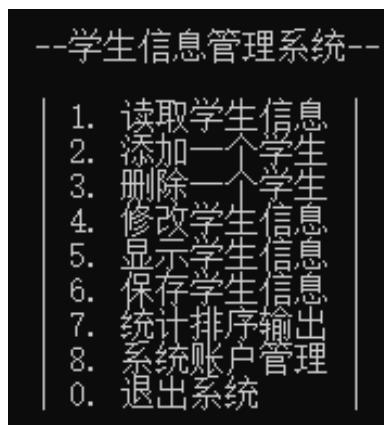 --学生信息管理系统--
| 1. 读取学生信息 |
| 2. 添加一个学生 |
| 3. 删除一个学生 |
| 4. 修改学生信息 |
| 5. 显示学生信息 |
| 6. 保存学生信息 |
| 7. 统计排序输出 |
| 8. 系统账户管理 |
| 0. 退出系统 |